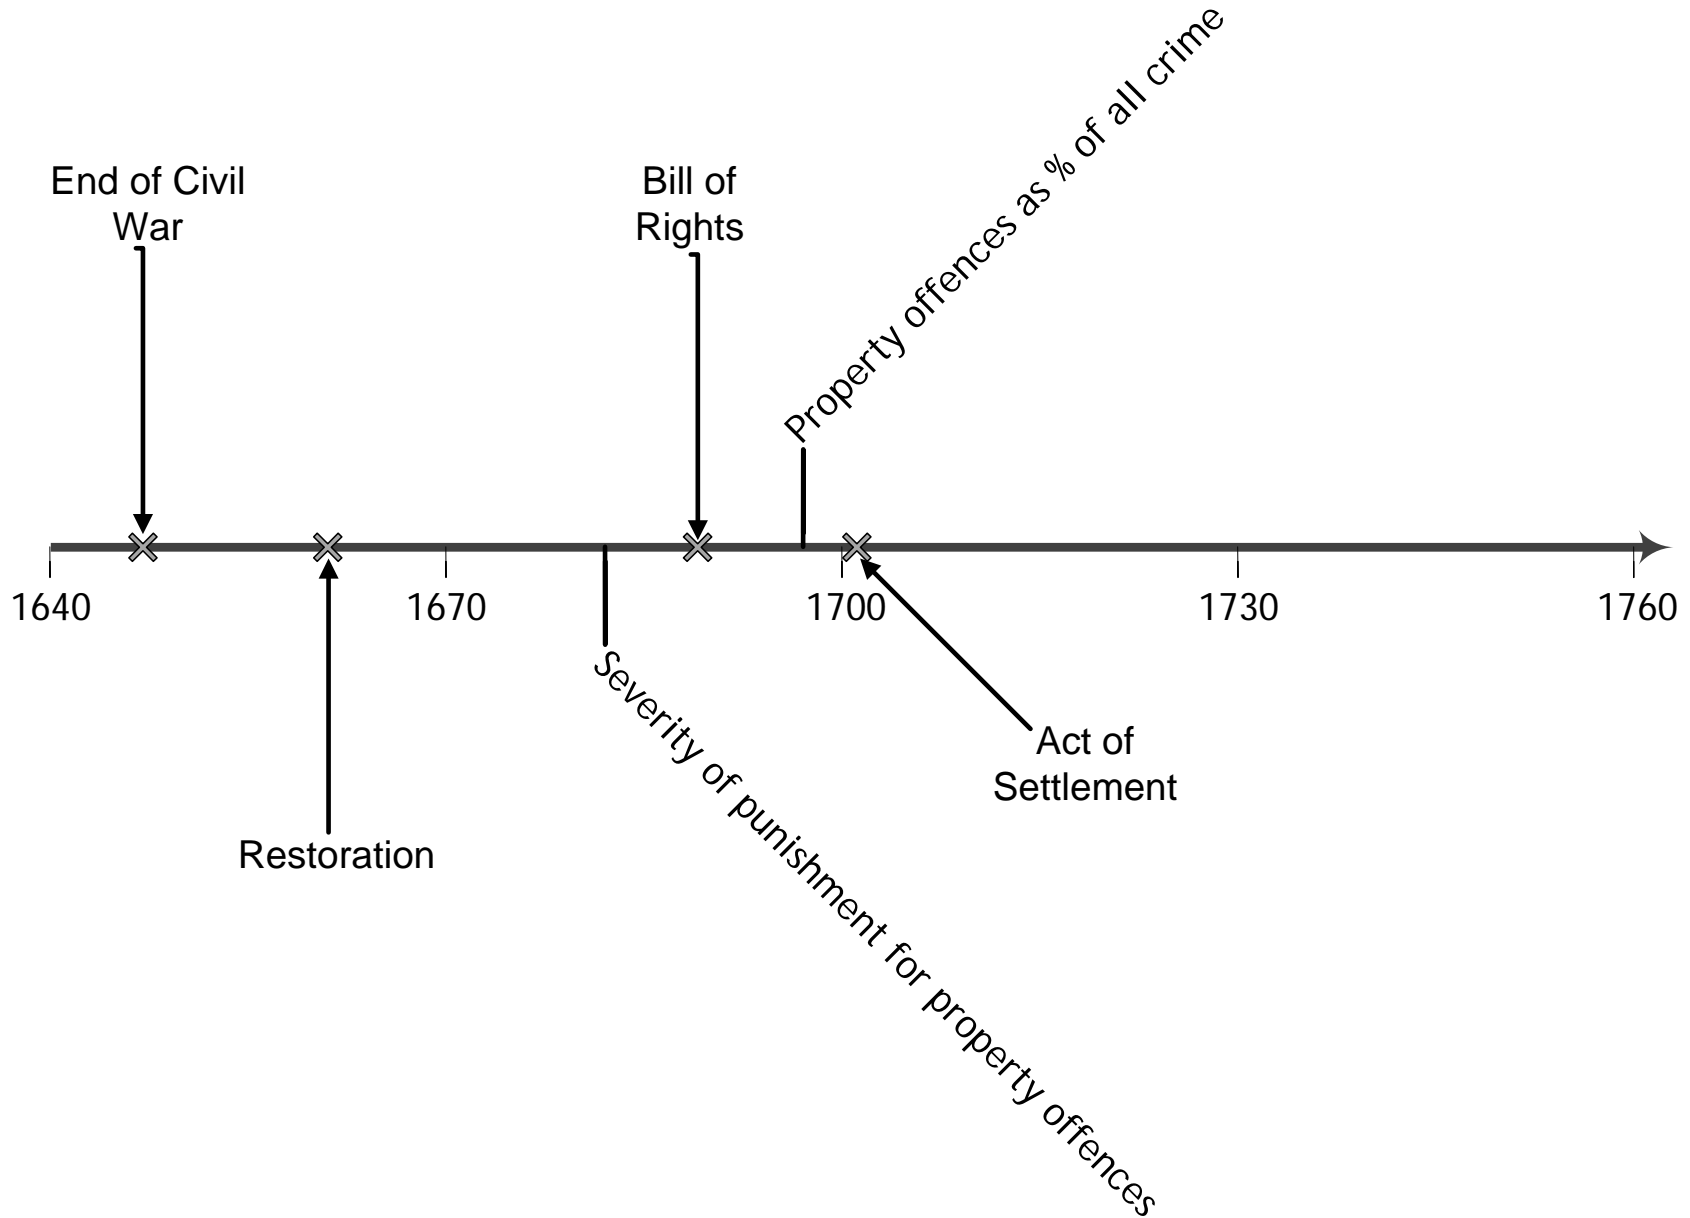 Property offences as % of all crime
End of Civil
War
Bill of
Rights
1640
1670
1700
1730
1760
Severity of punishment for property offences
Act of
Settlement
Restoration